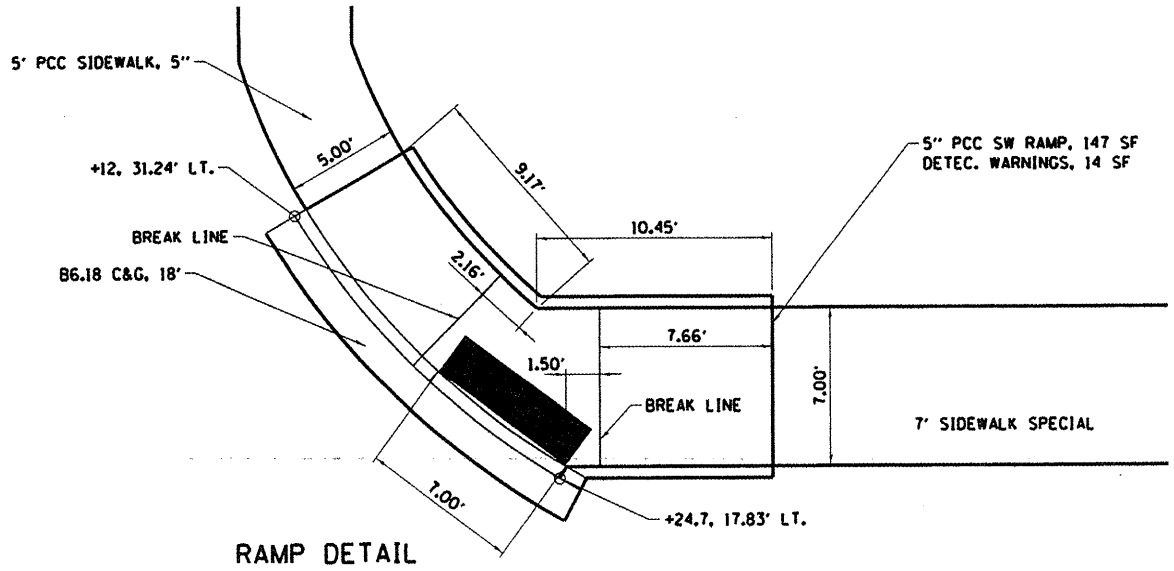 5' PCC SIDEWALK, 5"
5.00'
9.17'
5" PCC SW RAMP, 147 SF
DETEC. WARNINGS, 14 SF
+12, 31.24' LT.
10.45'
BREAK LINE
2.16'
B6.18 C&G, 18'
7.66'
1.50'
7.00'
BREAK LINE
7' SIDEWALK SPECIAL
7.00'
+24.7, 17.83' LT.
RAMP DETAIL